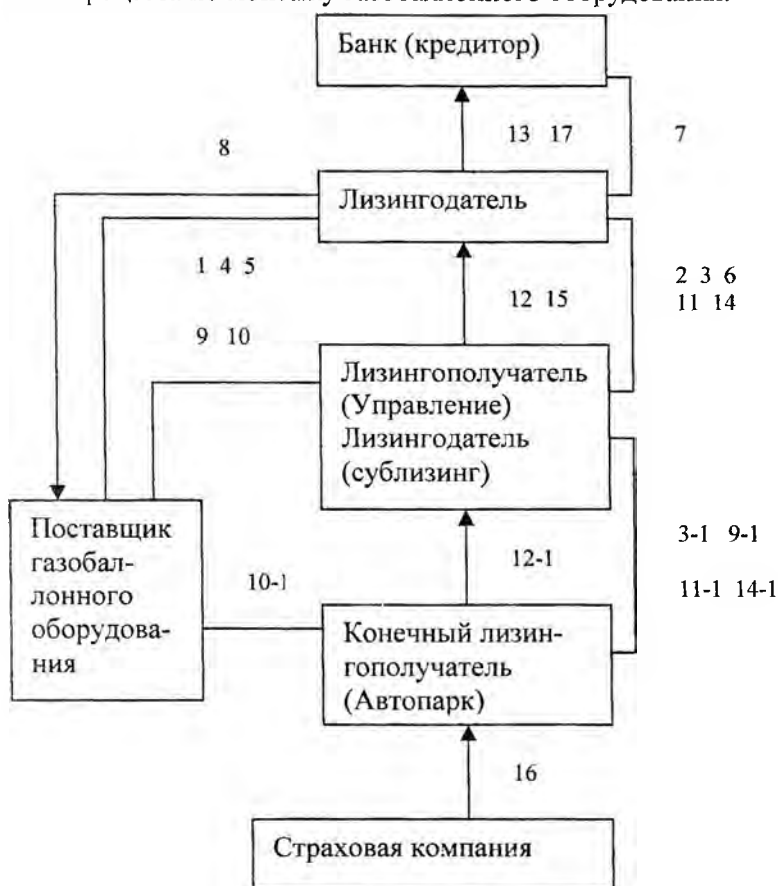 Банк (кредитор)
13 17
7
8
Лизингодатель
1 4 5
2 3 6
12 15
11 14
9 10
Лизингополучатель
(Управление)
Лизингодатель
(сублизинг)
Поставщик
газобал-
лонного
оборудова-
ния
3-1 9-1
12-1
10-1
11-1 14-1
Конечный лизин-
гополучатель
(Автопарк)
16
Страховая компания